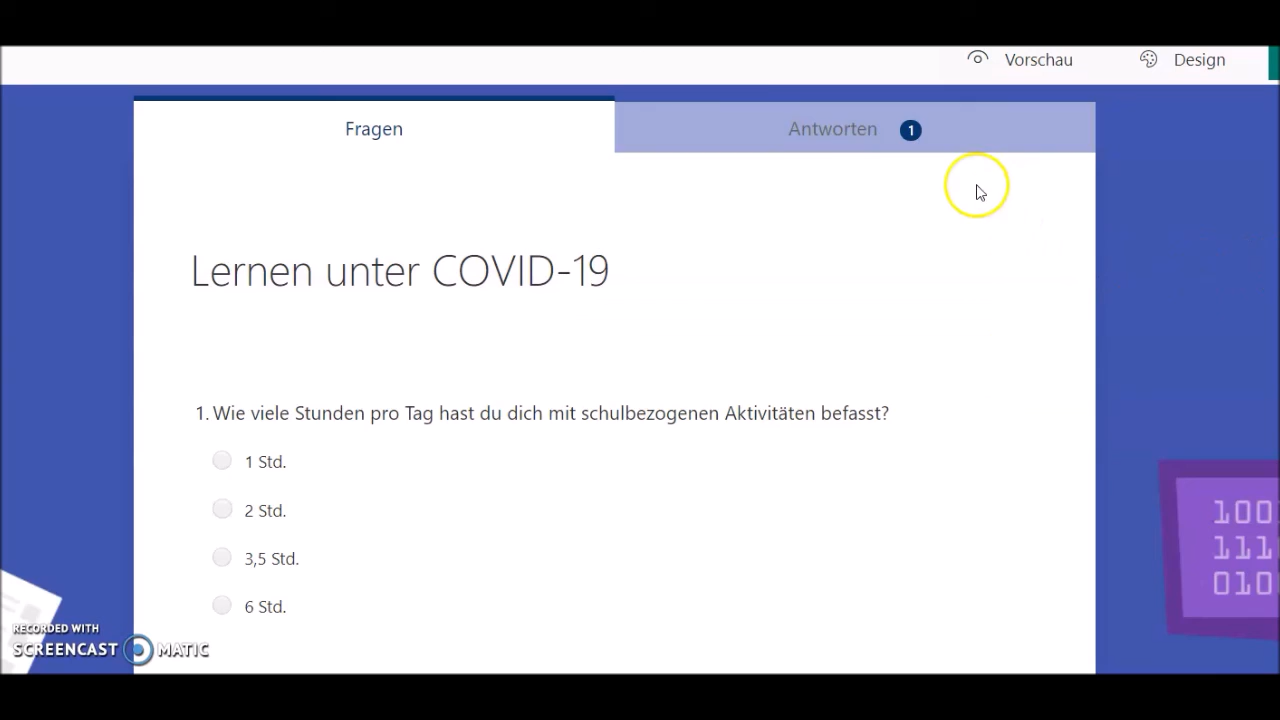 Vorschau
Design
Fragen
Antworten 1
Lernen unter COVID-19
1. Wie viele Stunden pro Tag hast du dich mit schulbezogenen Aktivitäten befasst?
1 Std.
2 Std.
3,5 Std.
6 Std.
100
111
010
RECORDED WITH
SCREENCAST MATIC